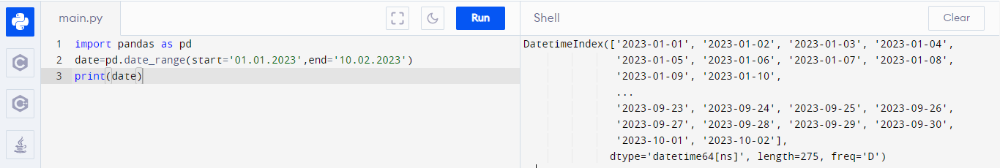 main.py
Run
1 import pandas as pd
2 date=pd.date_range(start='01.01.2023',end='10.02.2023')
3 print(date)
Shell
Clear
DatetimeIndex(['2023-01-01', '2023-01-02', '2023-01-03', '2023-01-04',
'2023-01-05', '2023-01-06', '2023-01-07', '2023-01-08',
'2023-01-09', '2023-01-10',
...
'2023-09-23', '2023-09-24', '2023-09-25', '2023-09-26',
'2023-09-27', '2023-09-28', '2023-09-29', '2023-09-30',
'2023-10-01', '2023-10-02'],
dtype='datetime64[ns]', length=275, freq='D')